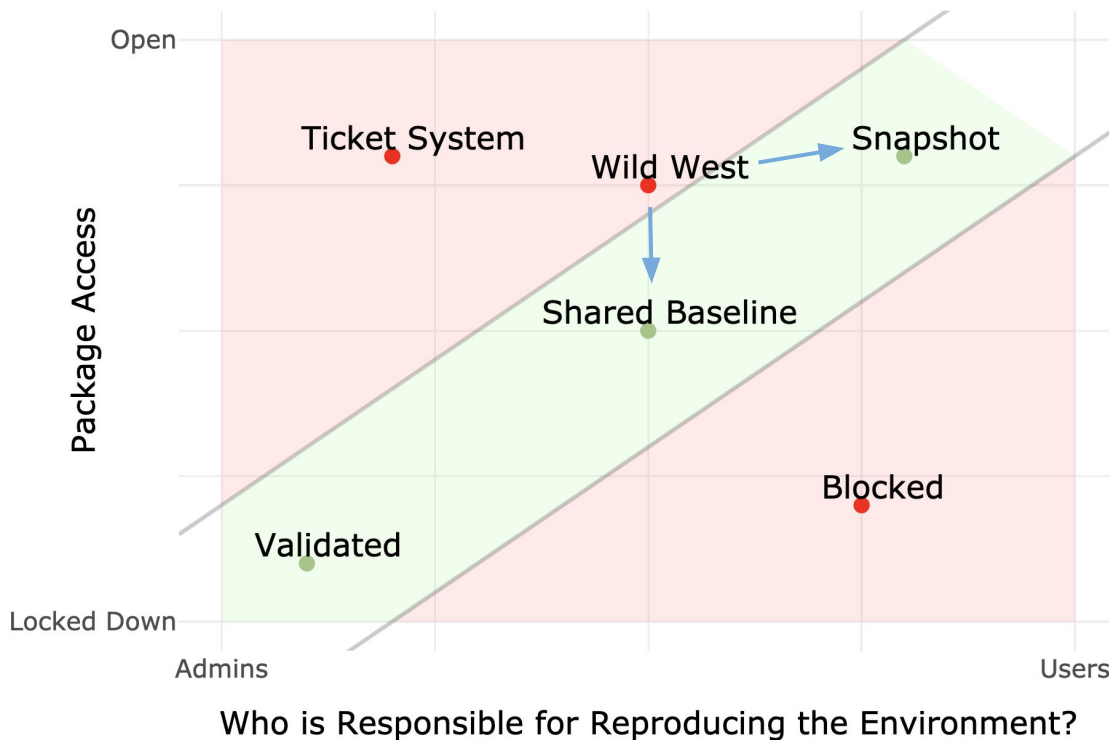 Open
Ticket System
Snapshot
Wild West
Package Access
Shared Baseline
Blocked
Validated
Locked Down
Admins
Users
Who is Responsible for Reproducing the Environment?